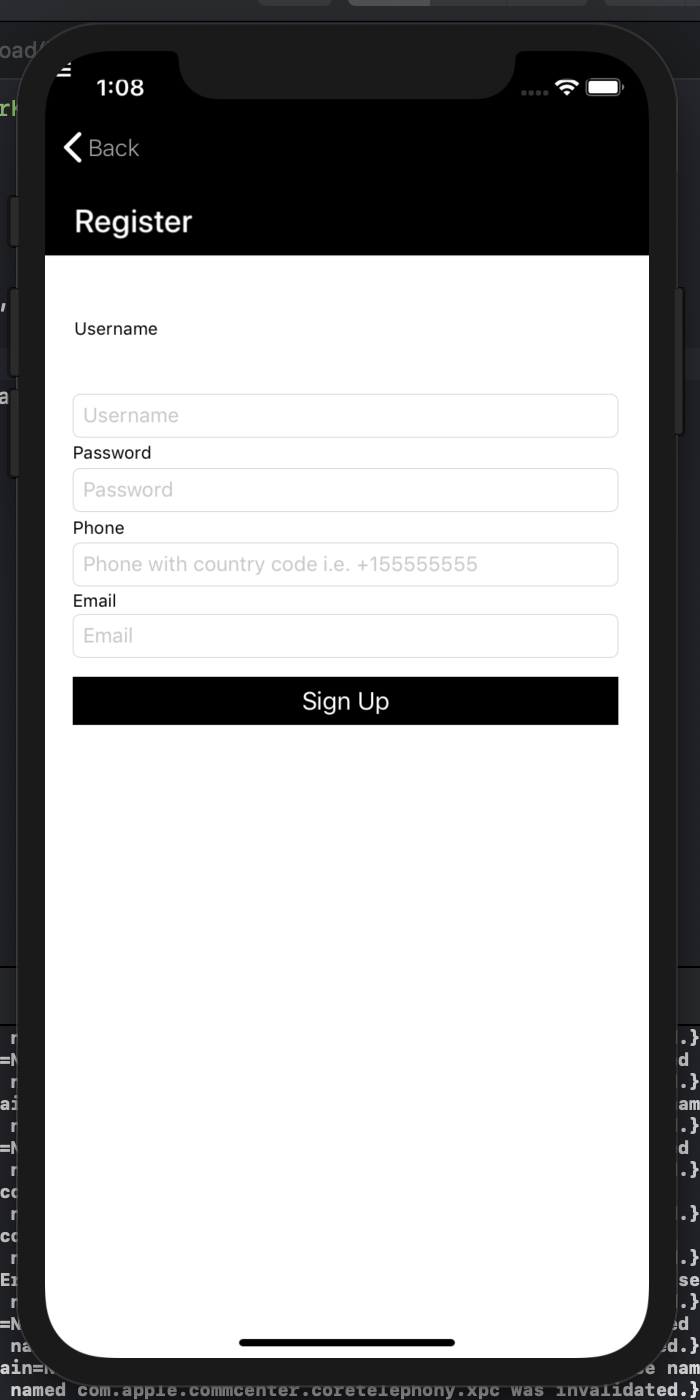 1:08
Back
Register
Username
Username
Password
Password
Phone
Phone with country code i.e. +155555555
Email
Email
Sign Up
named com.apple.commcenter.coretelephony.xpc was invalidated.}